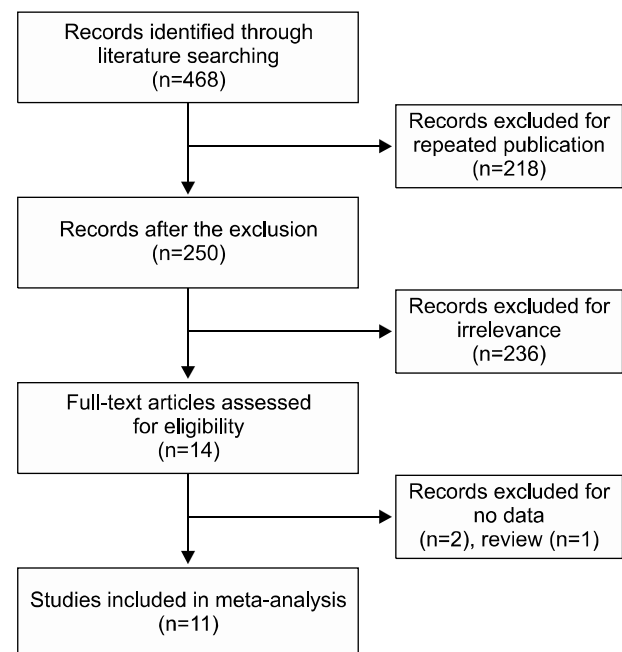 Records identified through
literature searching
(n=468)
Records excluded for
repeated publication
(n=218)
Records after the exclusion
(n=250)
Records excluded for
irrelevance
(n=236)
Full-text articles assessed
for eligibility
(n=14)
Records excluded for
no data
(n=2), review (n=1)
Studies included in meta-analysis
(n=11)